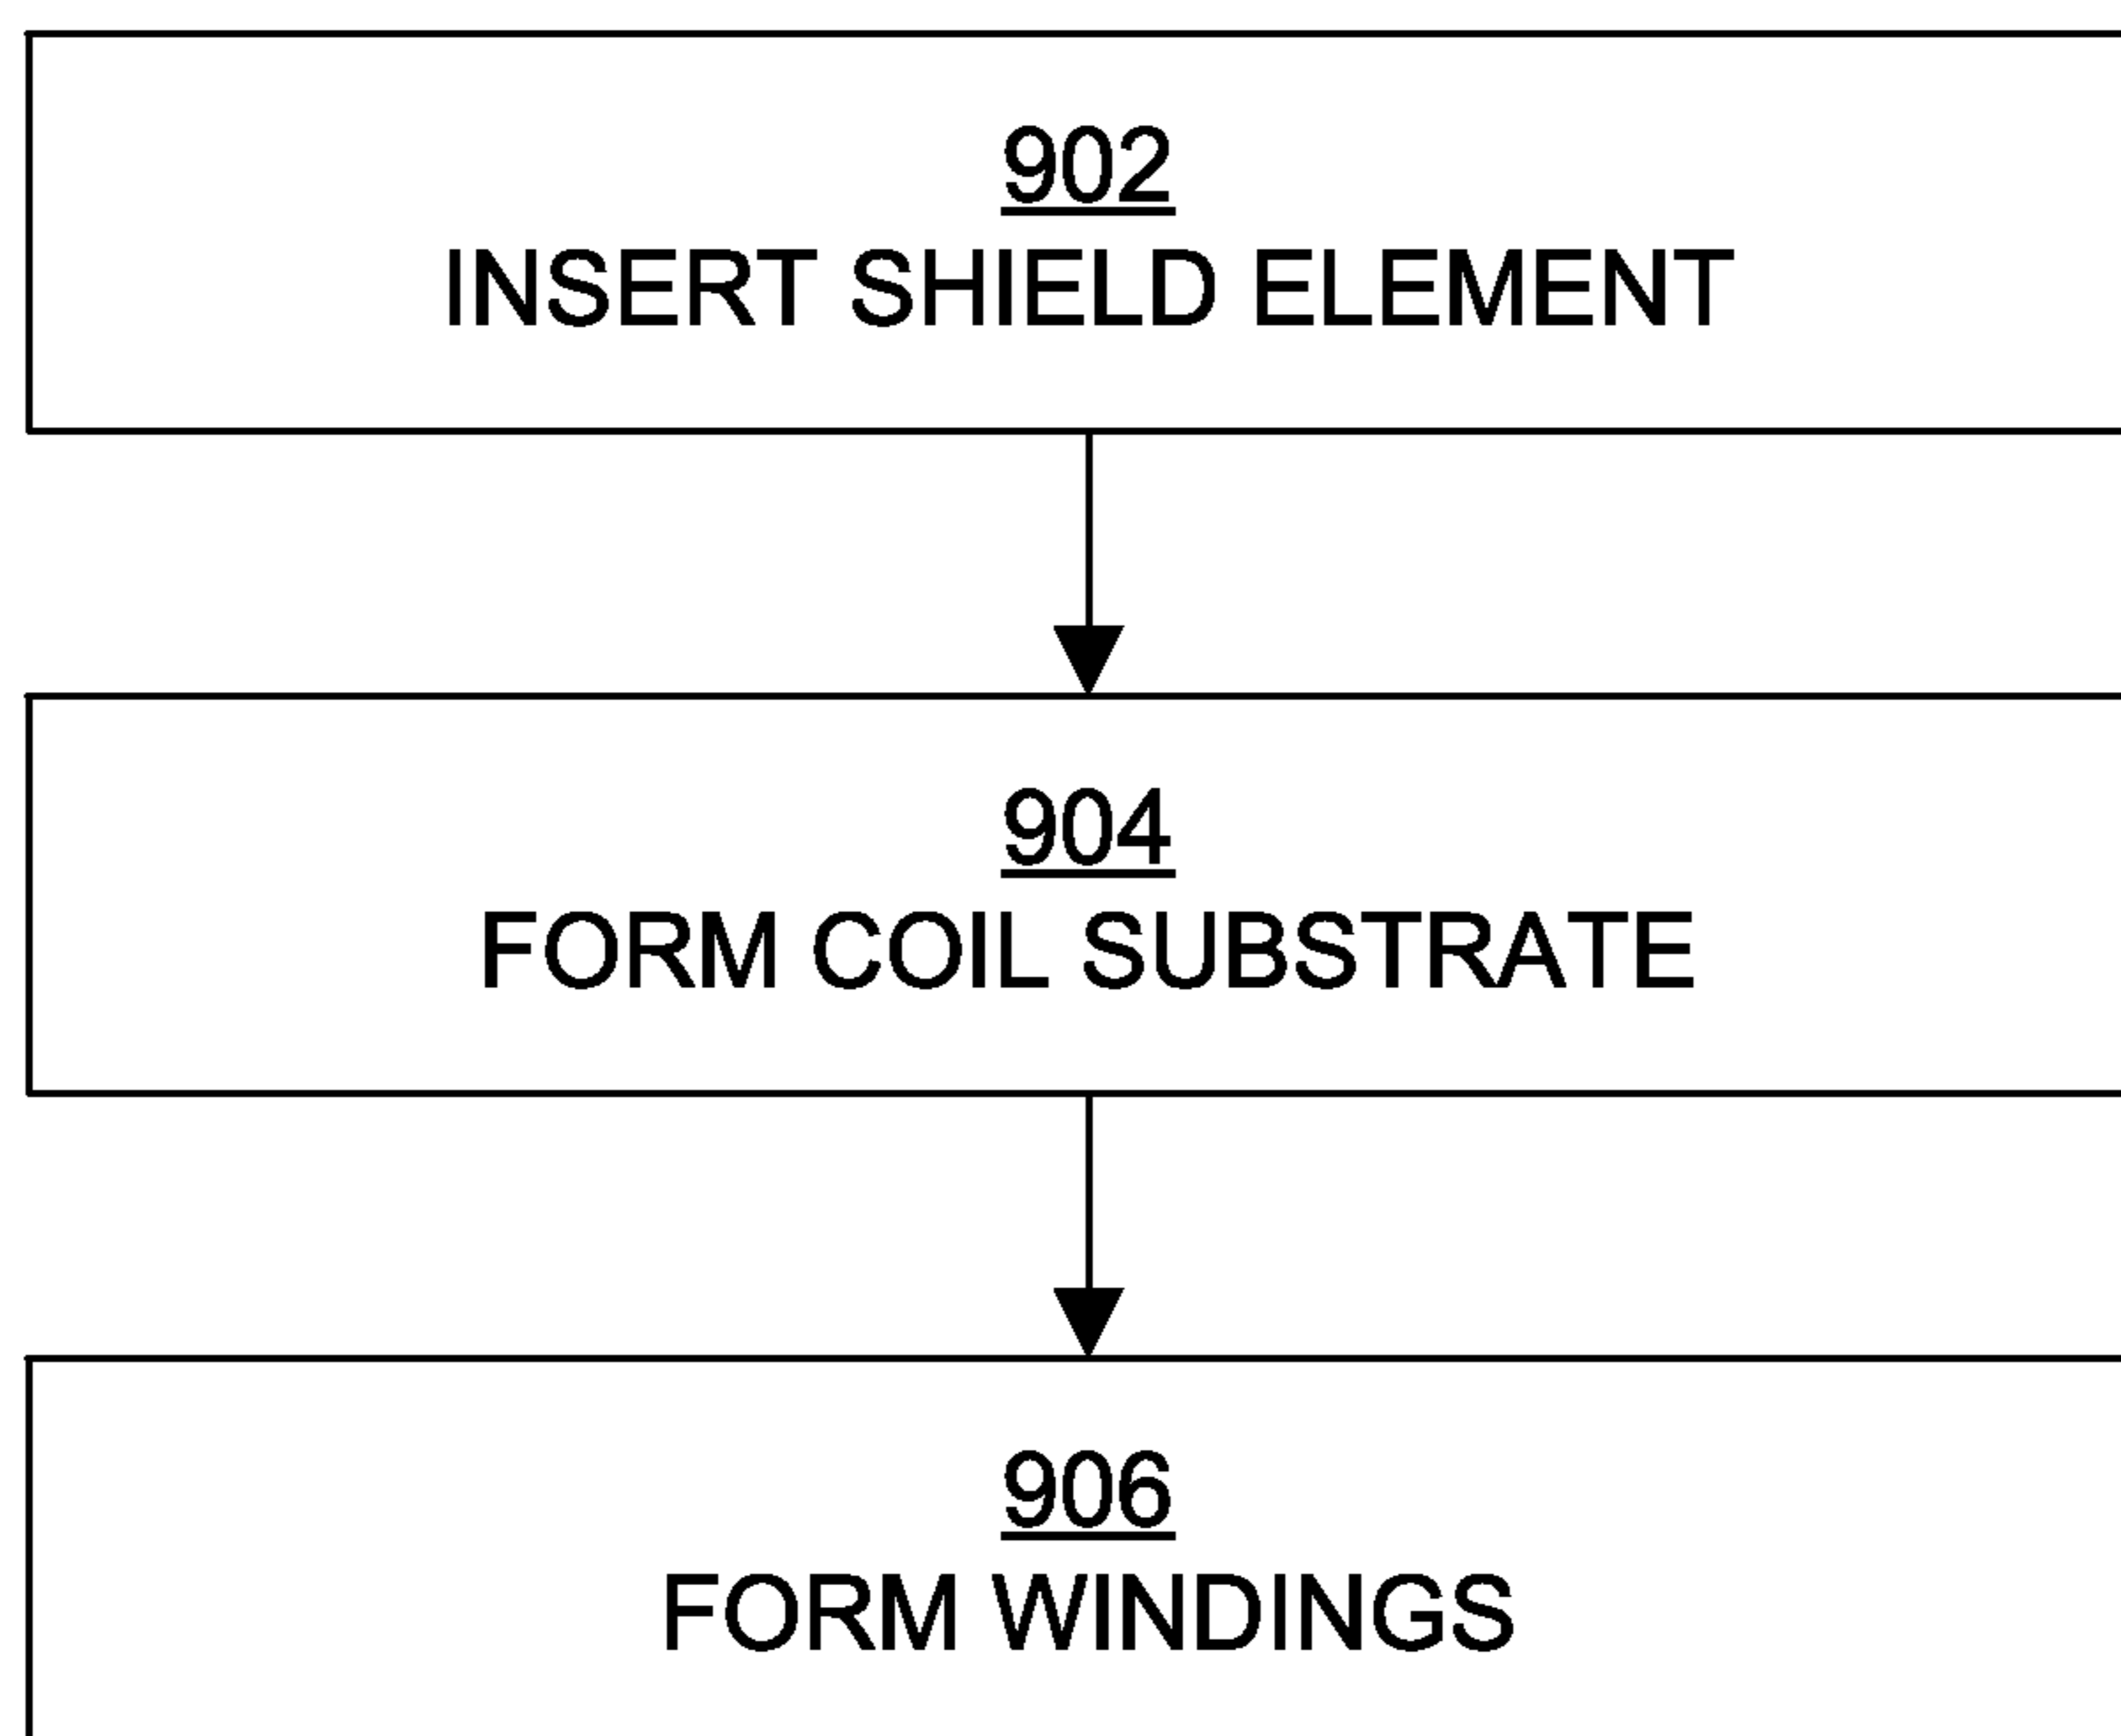 902
INSERT SHIELD ELEMENT
904
FORM COIL SUBSTRATE
906
FORM WINDINGS